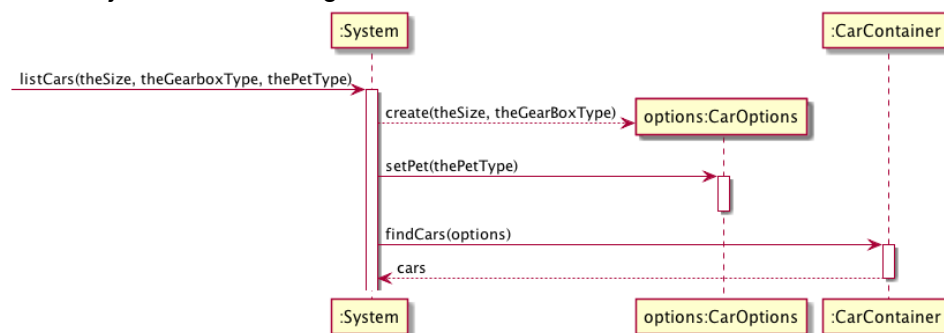 :System
:CarContainer
listCars(theSize, theGearboxType, thePetType)
create(theSize, theGearBoxType)
options:CarOptions
setPet(thePetType)
findCars(options)
cars
:System
options:CarOptions
:CarContainer